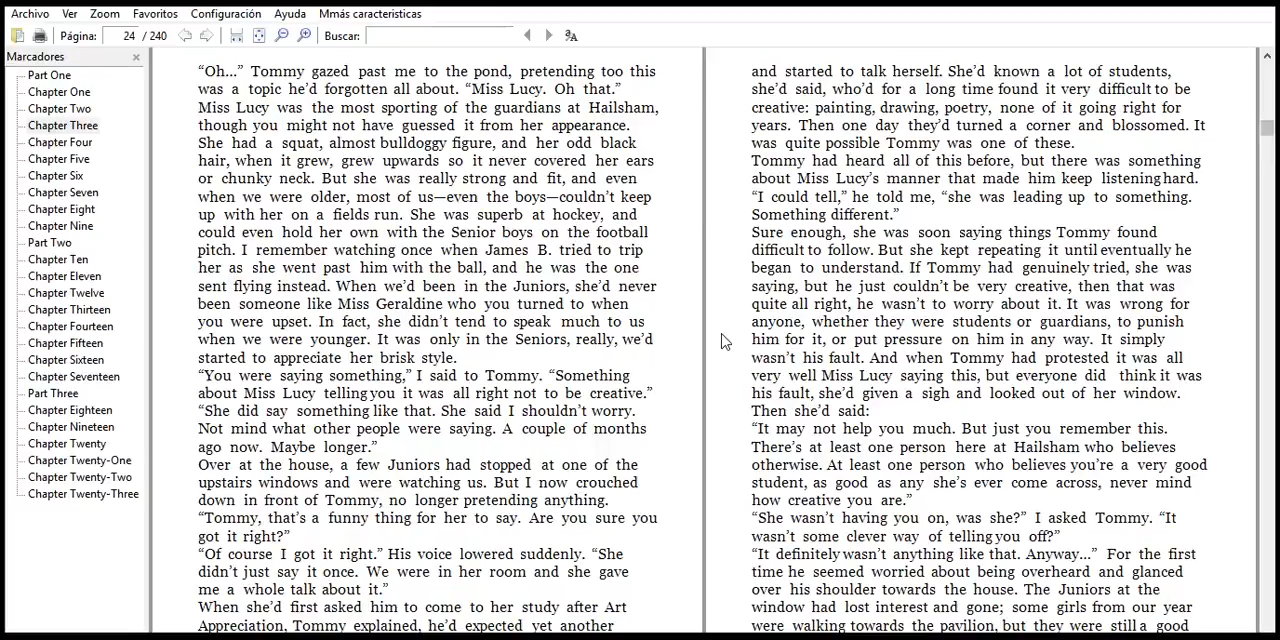 Archivo Ver Zoom Favoritos Configuración Ayuda Mmás caracteristicas
Página: 24 / 240 Buscar:
Marcadores
Part One
Chapter One
Chapter Two
Chapter Three
Chapter Four
Chapter Five
Chapter Six
Chapter Seven
Chapter Eight
Chapter Nine
Part Two
Chapter Ten
Chapter Eleven
Chapter Twelve
Chapter Thirteen
Chapter Fourteen
Chapter Fifteen
Chapter Sixteen
Chapter Seventeen
Part Three
Chapter Eighteen
Chapter Nineteen
Chapter Twenty
Chapter Twenty-One
Chapter Twenty-Two
Chapter Twenty-Three
“Oh...” Tommy gazed past me to the pond, pretending too this
was a topic he’d forgotten all about. “Miss Lucy. Oh that.”
Miss Lucy was the most sporting of the guardians at Hailsham,
though you might not have guessed it from her appearance.
She had a squat, almost bulldoggy figure, and her odd black
hair, when it grew, grew upwards so it never covered her ears
or chunky neck. But she was really strong and fit, and even
when we were older, most of us—even the boys—couldn’t keep
up with her on a fields run. She was superb at hockey, and
could even hold her own with the Senior boys on the football
pitch. I remember watching once when James B. tried to trip
her as she went past him with the ball, and he was the one
sent flying instead. When we’d been in the Juniors, she’d never
been someone like Miss Geraldine who you turned to when
you were upset. In fact, she didn’t tend to speak much to us
when we were younger. It was only in the Seniors, really, we’d
started to appreciate her brisk style.
“You were saying something,” I said to Tommy. “Something
about Miss Lucy telling you it was all right not to be creative.”
“She did say something like that. She said I shouldn’t worry.
Not mind what other people were saying. A couple of months
ago now. Maybe longer.”
Over at the house, a few Juniors had stopped at one of the
upstairs windows and were watching us. But I now crouched
down in front of Tommy, no longer pretending anything.
“Tommy, that’s a funny thing for her to say. Are you sure you
got it right?”
“Of course I got it right.” His voice lowered suddenly. “She
didn’t just say it once. We were in her room and she gave
me a whole talk about it.”
When she’d first asked him to come to her study after Art
Appreciation, Tommy explained, he’d expected yet another
and started to talk herself. She’d known a lot of students,
she’d said, who’d for a long time found it very difficult to be
creative: painting, drawing, poetry, none of it going right for
years. Then one day they’d turned a corner and blossomed. It
was quite possible Tommy was one of these.
Tommy had heard all of this before, but there was something
about Miss Lucy’s manner that made him keep listening hard.
“I could tell,” he told me, “she was leading up to something.
Something different.”
Sure enough, she was soon saying things Tommy found
difficult to follow. But she kept repeating it until eventually he
began to understand. If Tommy had genuinely tried, she was
saying, but he just couldn’t be very creative, then that was
quite all right, he wasn’t to worry about it. It was wrong for
anyone, whether they were students or guardians, to punish
him for it, or put pressure on him in any way. It simply
wasn’t his fault. And when Tommy had protested it was all
very well Miss Lucy saying this, but everyone did think it was
his fault, she’d given a sigh and looked out of her window.
Then she’d said:
“It may not help you much. But just you remember this.
There’s at least one person here at Hailsham who believes
otherwise. At least one person who believes you’re a very good
student, as good as any she’s ever come across, never mind
how creative you are.”
“She wasn’t having you on, was she?” I asked Tommy. “It
wasn’t some clever way of telling you off?”
“It definitely wasn’t anything like that. Anyway...” For the first
time he seemed worried about being overheard and glanced
over his shoulder towards the house. The Juniors at the
window had lost interest and gone; some girls from our year
were walking towards the pavilion, but they were still a good